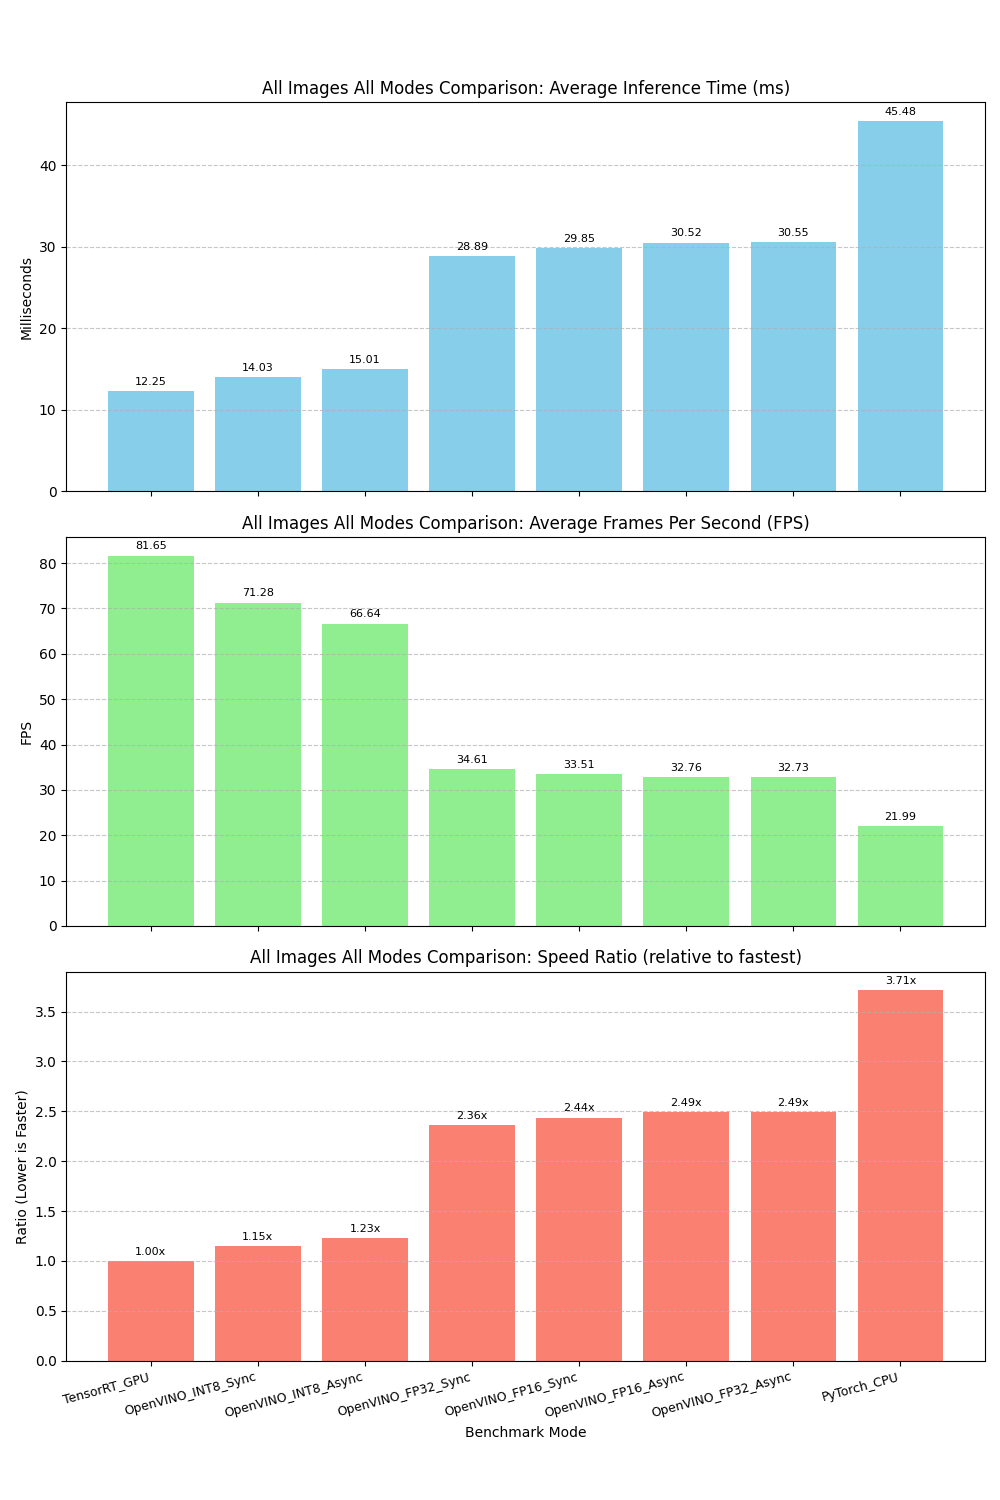 All Images All Modes Comparison: Average Inference Time (ms)
Milliseconds
40
30
20
10
0
12.25
14.03
15.01
28.89
29.85
30.52
30.55
45.48
All Images All Modes Comparison: Average Frames Per Second (FPS)
FPS
80
70
60
50
40
30
20
10
0
81.65
71.28
66.64
34.61
33.51
32.76
32.73
21.99
All Images All Modes Comparison: Speed Ratio (relative to fastest)
Ratio (Lower is Faster)
3.5
3.0
2.5
2.0
1.5
1.0
0.5
0.0
1.00x
1.15x
1.23x
2.36x
2.44x
2.49x
2.49x
3.71x
TensorRT_GPU
OpenVINO_INT8_Sync
OpenVINO_INT8_Async
OpenVINO_FP32_Sync
OpenVINO_FP16_Sync
OpenVINO_FP16_Async
OpenVINO_FP32_Async
PyTorch_CPU
Benchmark Mode